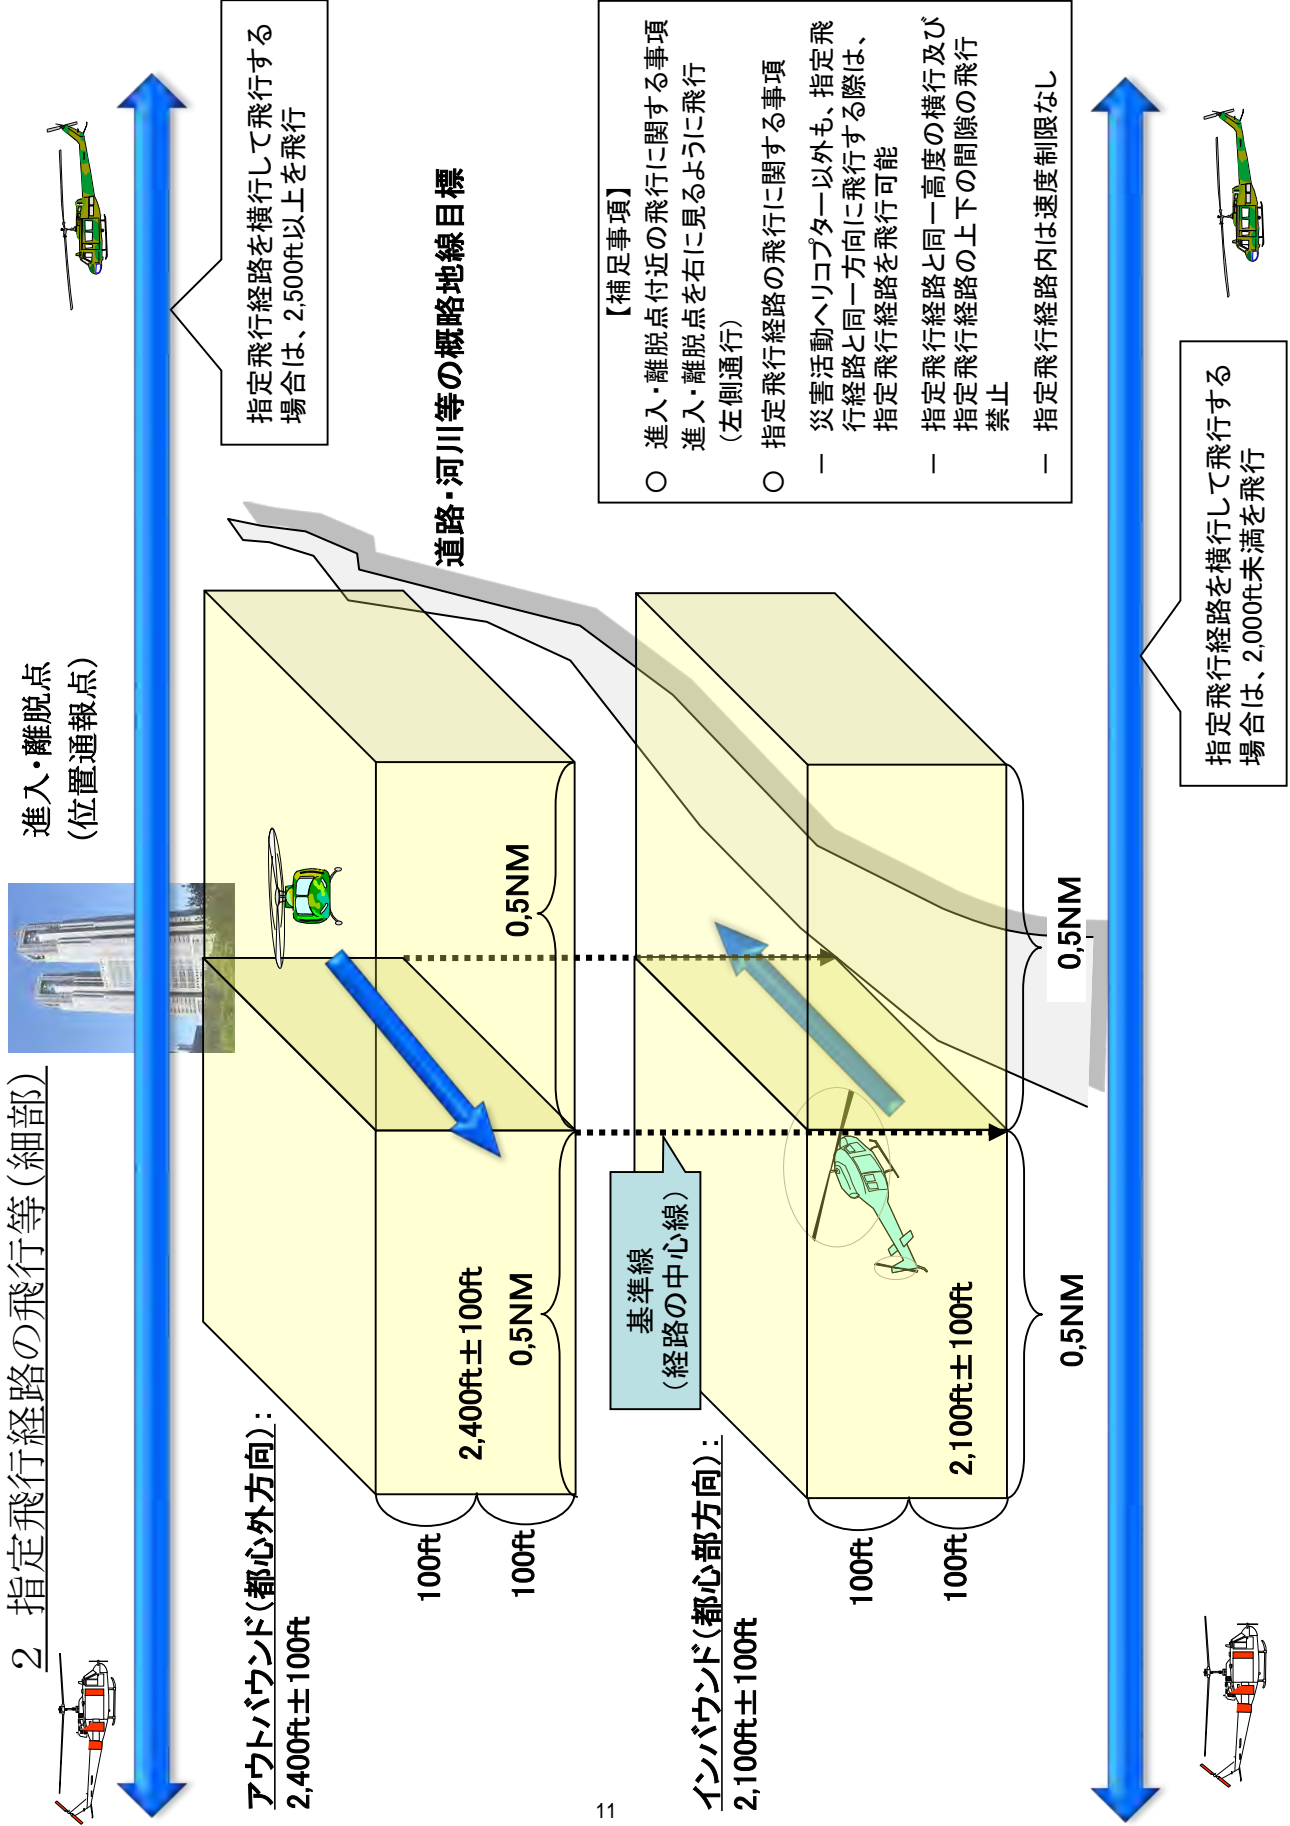 2　指定飛行経路の飛行等(細部)
進入・離脱点
(位置通報点)
指定飛行経路を横行して飛行する
場合は、2,500ft以上を飛行
アウトバウンド(都心外方向)：
2,400ft±100ft
100ft
100ft
2,400ft±100ft
0,5NM
0,5NM
道路・河川等の概略地線目標
基準線
(経路の中心線)
インバウンド(都心部方向)：
2,100ft±100ft
100ft
100ft
2,100ft±100ft
0,5NM
0,5NM
【補足事項】
○　進入・離脱点付近の飛行に関する事項
進入・離脱点を右に見るように飛行
(左側通行)
○　指定飛行経路の飛行に関する事項
－　災害活動ヘリコプター以外も、指定飛
行経路と同一方向に飛行する際は、
指定飛行経路を飛行可能
－　指定飛行経路と同一高度の横行及び
指定飛行経路の上下の間隙の飛行
禁止
－　指定飛行経路内は速度制限なし
指定飛行経路を横行して飛行する
場合は、2,000ft未満を飛行
11